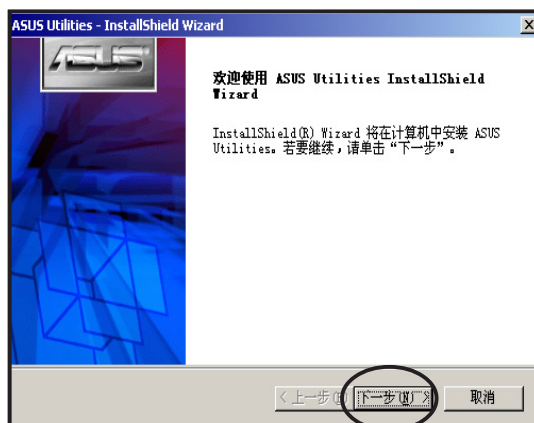 ASUS Utilities - InstallShield Wizard
ASUS
欢迎使用 ASUS Utilities InstallShield
Wizard
InstallShield(R) Wizard 将在计算机中安装 ASUS
Utilities。若要继续，请单击“下一步”。
< 上一步(B) 下一步(N) > 取消